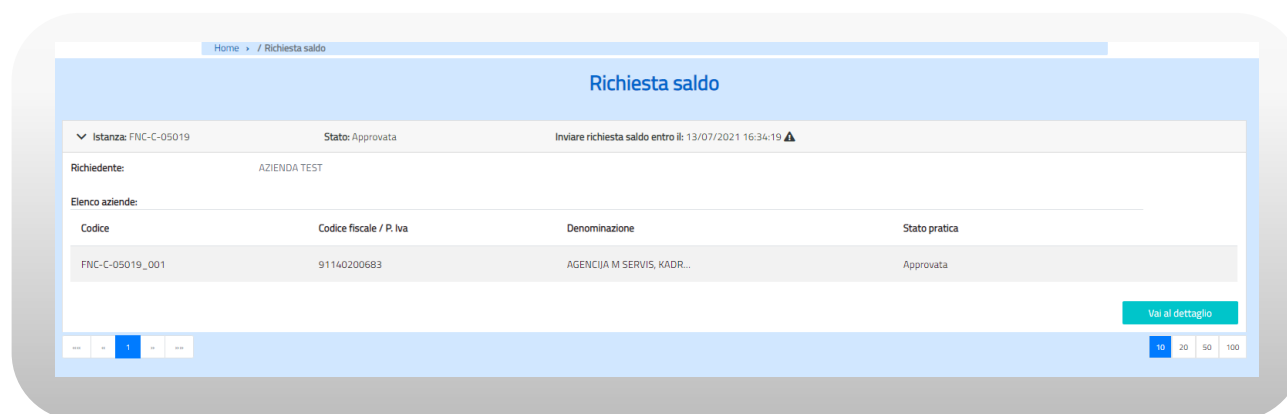 Home › / Richiesta saldo
Richiesta saldo
Istanza: FNC-C-05019 Stato: Approvata Inviare richiesta saldo entro il: 13/07/2021 16:34:19
Richiedente: AZIENDA TEST
Elenco aziende:
Codice Codice fiscale / P. Iva Denominazione Stato pratica
FNC-C-05019_001 91140200683 AGENCIJA M SERVIS, KADR... Approvata
Vai al dettaglio
«« « 1 » »» 10 20 50 100